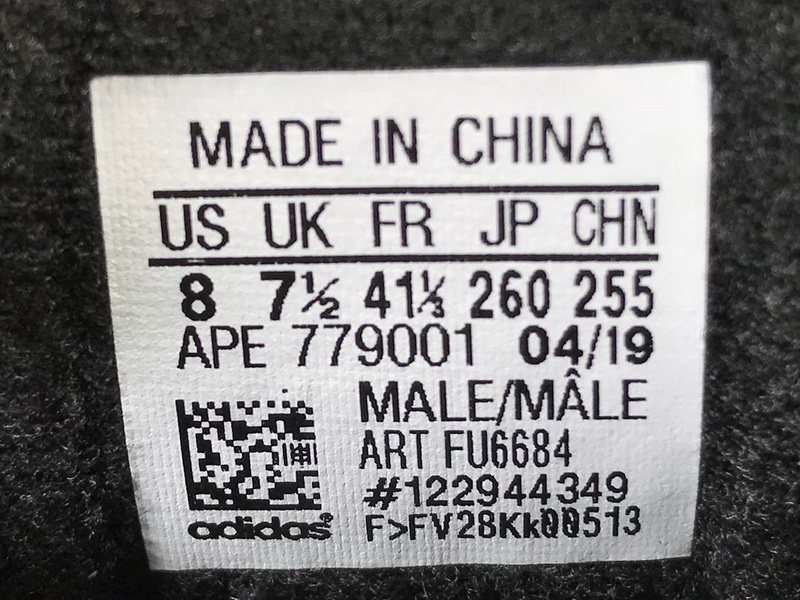 MADE IN CHINA
US UK FR JP CHN
8 7½ 41⅓ 260 255
APE 779001 04/19
MALE/MÂLE
ART FU6684
#122944349
adidas® F>FV28Kk00513